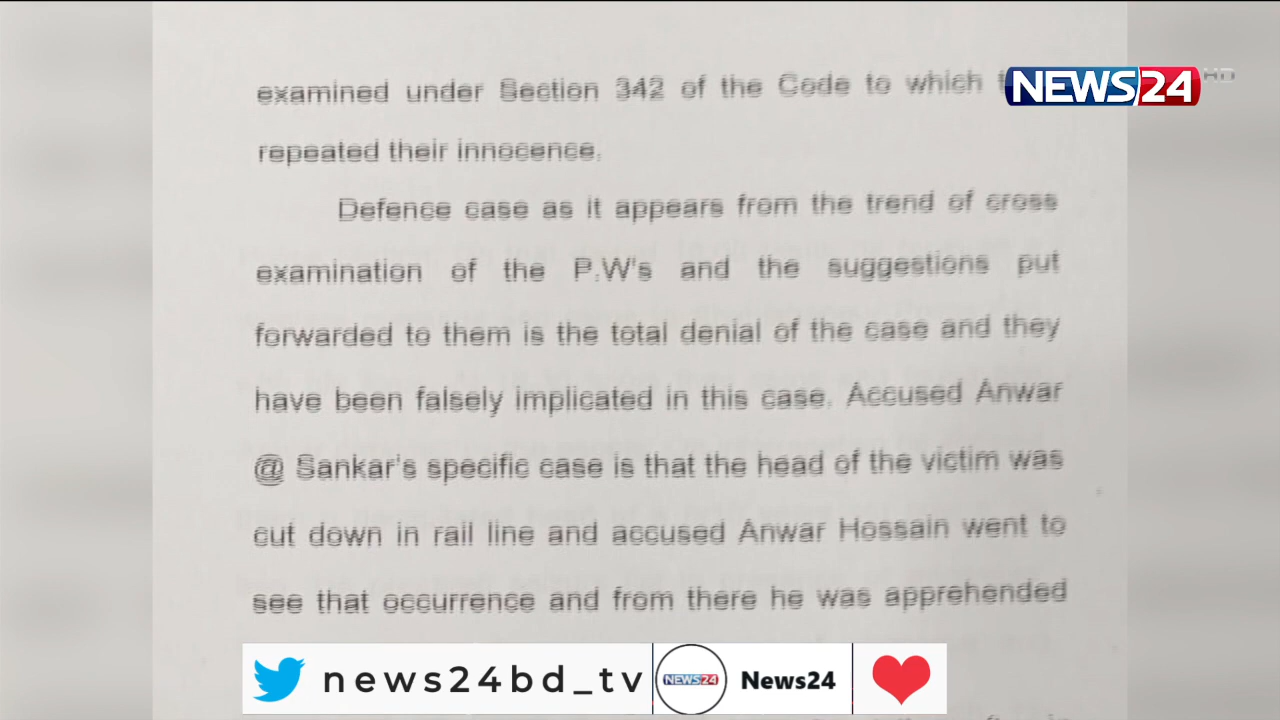 examined under Section 342 of the Code to which
repeated their innocence.
Defence case as it appears from the trend of cross
examination of the P.W's and the suggestions put
forwarded to them is the total denial of the case and they
have been falsely implicated in this case. Accused Anwar
@ Sankar's specific case is that the head of the victim was
cut down in rail line and accused Anwar Hossain went to
see that occurrence and from there he was apprehended
NEWS24 HD
news24bd_tv NEWS24 News24